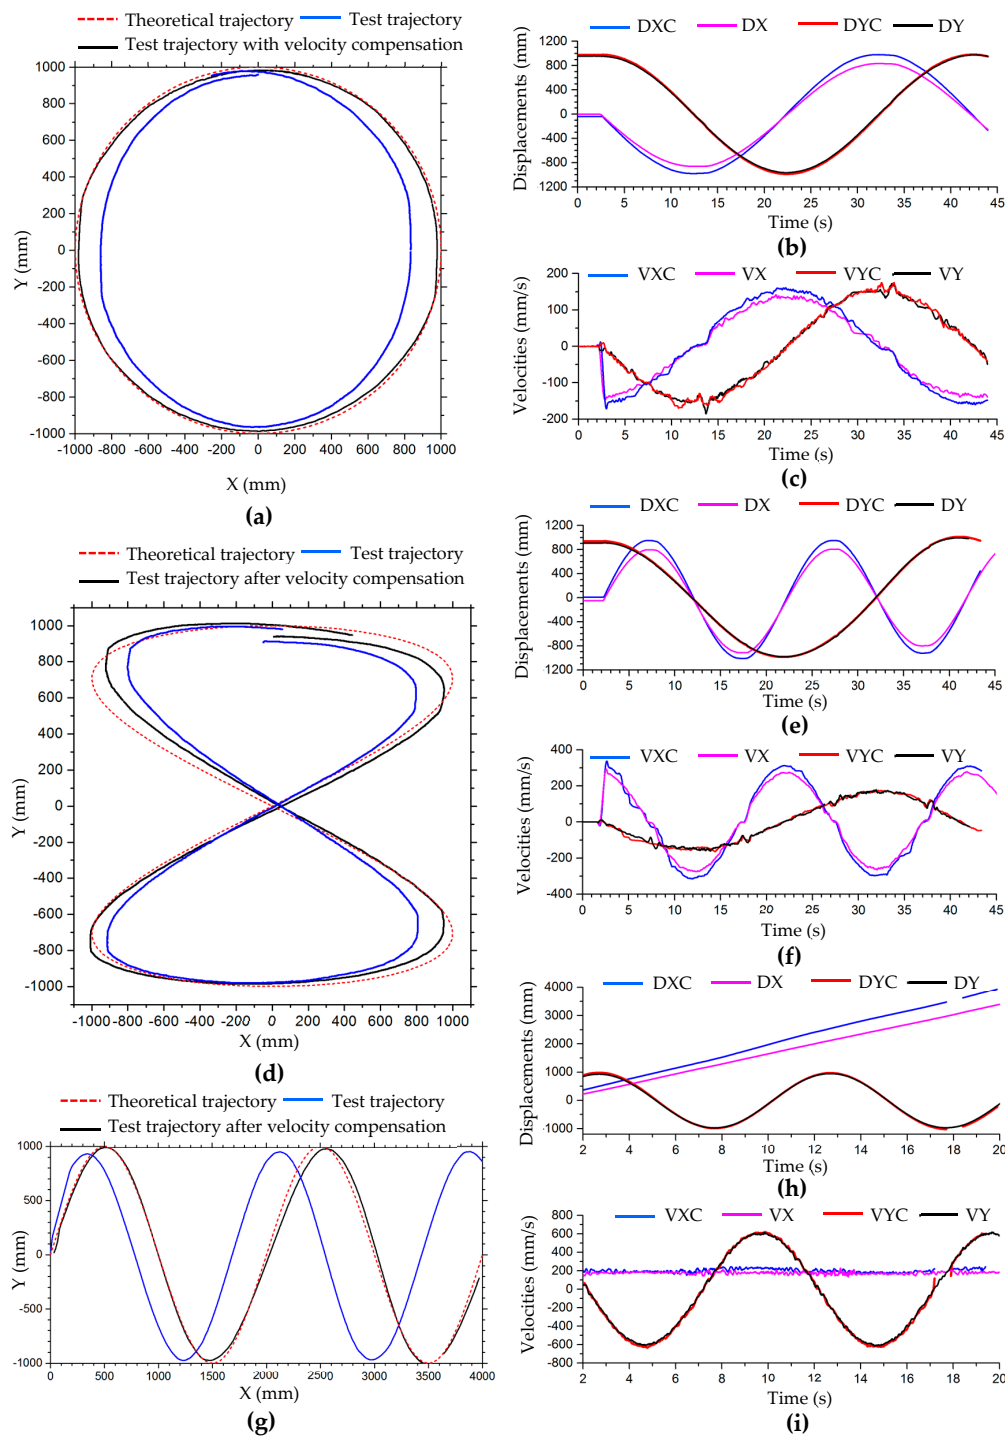 Theoretical trajectory
Test trajectory
Test trajectory with velocity compensation
1000
800
600
400
200
0
-200
-400
-600
-800
-1000
Y (mm)
-1000 -800 -600 -400 -200 0 200 400 600 800 1000
X (mm)
(a)
DXC DX DYC DY
1200
800
400
0
-400
-800
1200
Displacements (mm)
0 5 10 15 20 25 30 35 40 45
Time (s)
(b)
VXC VX VYC VY
200
100
0
-100
-200
Velocities (mm/s)
0 5 10 15 20 25 30 35 40 45
Time (s)
(c)
Theoretical trajectory
Test trajectory
Test trajectory after velocity compensation
1000
800
600
400
200
0
-200
-400
-600
-800
-1000
Y (mm)
-1000 -800 -600 -400 -200 0 200 400 600 800 1000
X (mm)
(d)
DXC DX DYC DY
1200
800
400
0
-400
-800
1200
Displacements (mm)
0 5 10 15 20 25 30 35 40 45
Time (s)
(e)
VXC VX VYC VY
400
200
0
-200
-400
Velocities (mm/s)
0 5 10 15 20 25 30 35 40 45
Time (s)
(f)
Theoretical trajectory
Test trajectory
Test trajectory after velocity compensation
1000
500
0
-500
-1000
Y (mm)
0 500 1000 1500 2000 2500 3000 3500 4000
X (mm)
(g)
DXC DX DYC DY
4000
3000
2000
1000
0
-1000
Displacements (mm)
2 4 6 8 10 12 14 16 18 20
Time (s)
(h)
VXC VX VYC VY
800
600
400
200
0
-200
-400
-600
-800
Velocities (mm/s)
2 4 6 8 10 12 14 16 18 20
Time (s)
(i)